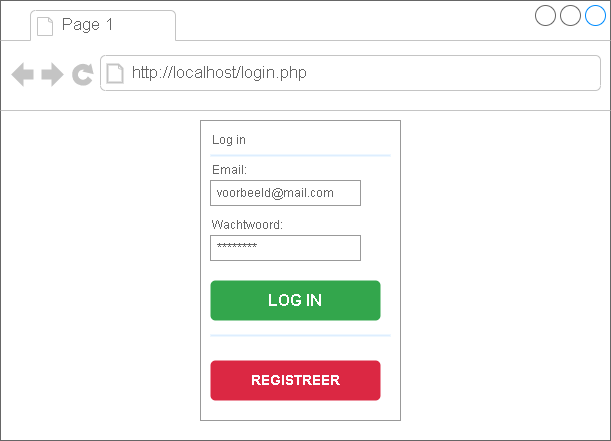 Page 1
http://localhost/login.php
Log in
Email:
voorbeeld@mail.com
Wachtwoord:
********
LOG IN
REGISTREER